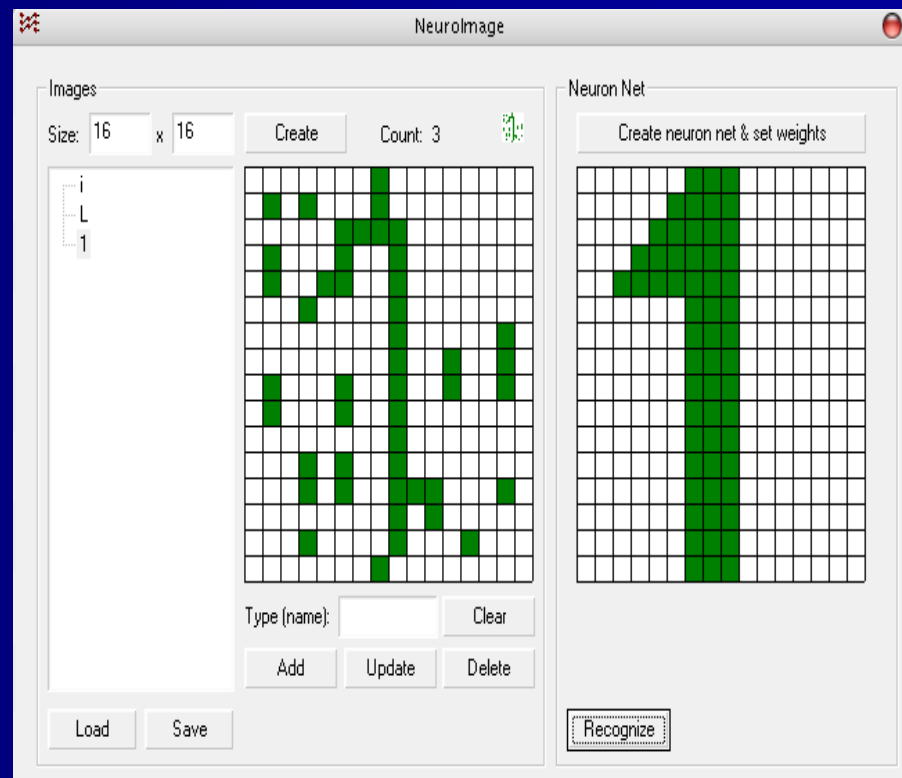 NeuroImage
Images
Size: 16 x 16 Create Count: 3
i
L
1
Type (name): Clear
Add Update Delete
Load Save
Neuron Net
Create neuron net & set weights
Recognize